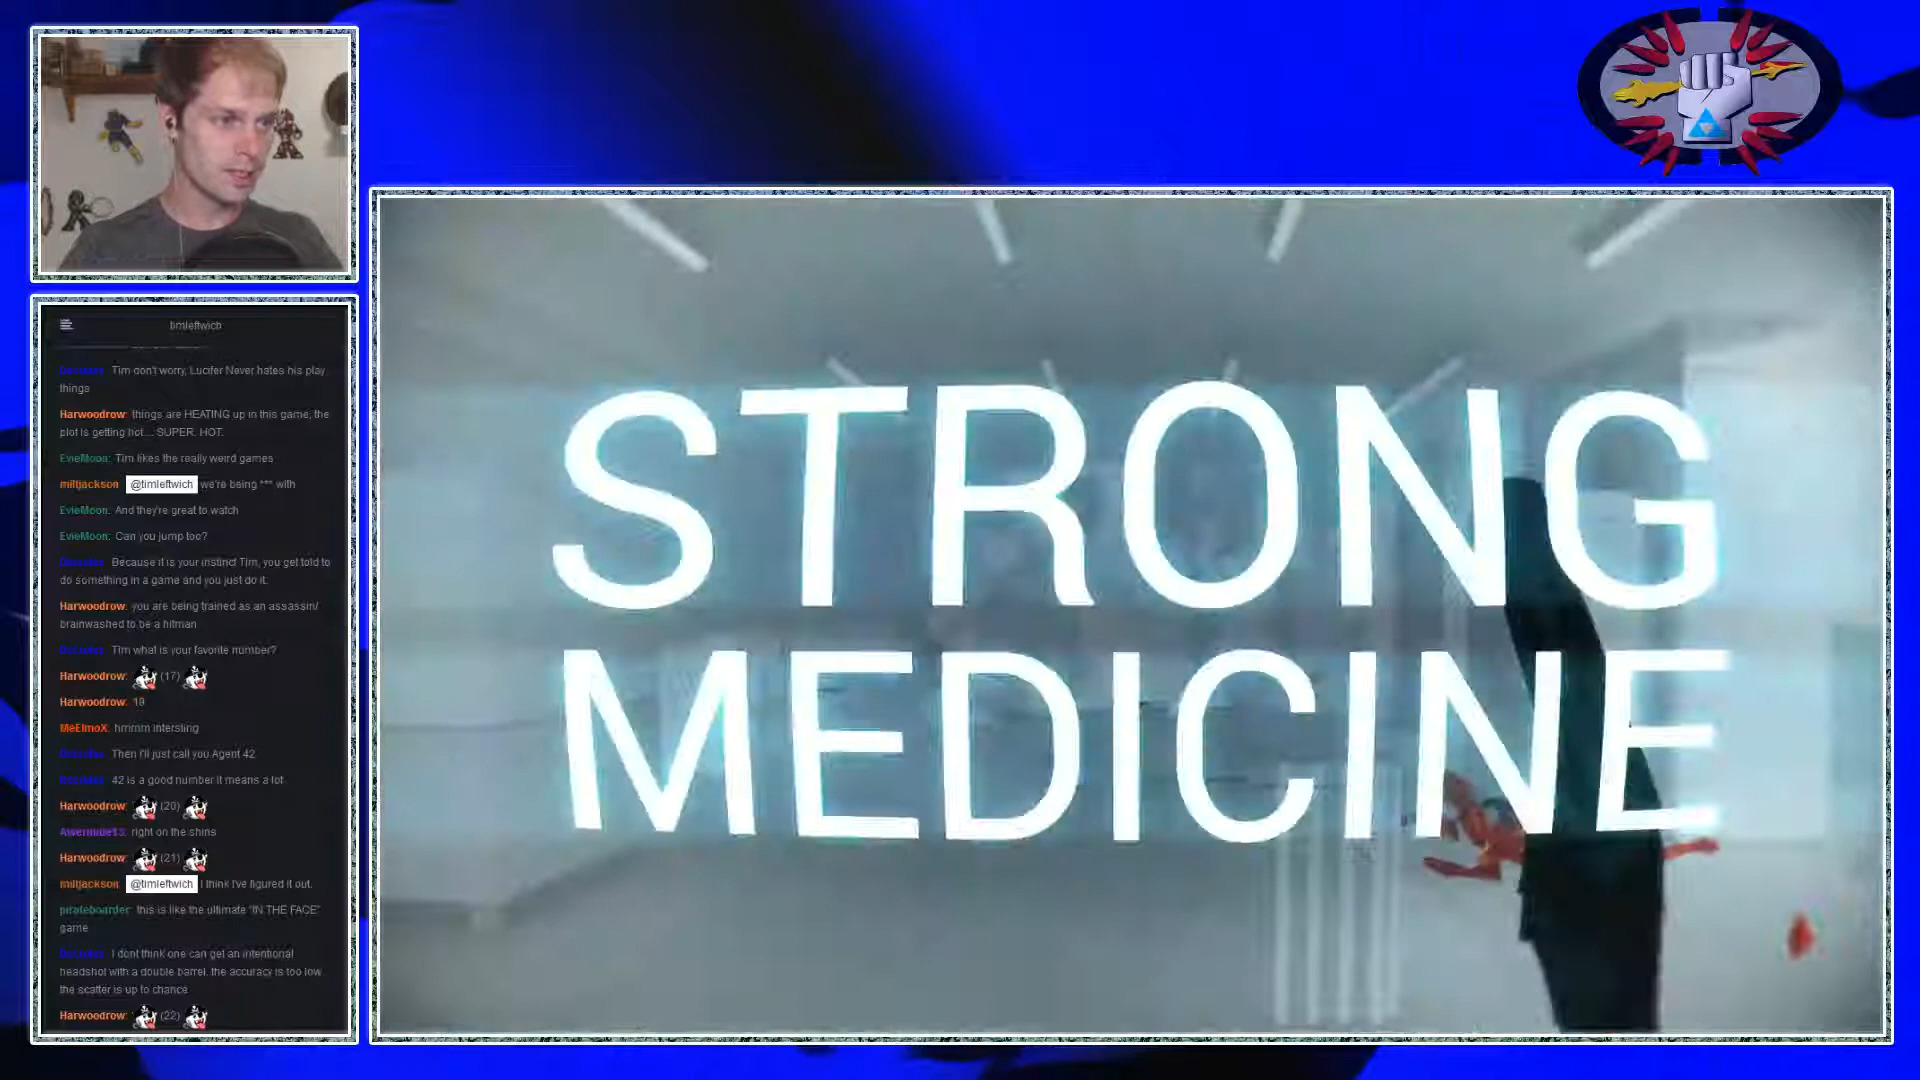 timleftwich
Tim don't worry, Lucifer Never hates his play
things
Harwoodrow: things are HEATING up in this game, the
plot is getting hot.... SUPER. HOT.
EvieMoon: Tim likes the really weird games
miltjackson @timleftwich we're being *** with
EvieMoon: And they're great to watch
EvieMoon: Can you jump too?
Because it is your instinct Tim, you get told to
do something in a game and you just do it.
Harwoodrow: you are being trained as an assassin/
brainwashed to be a hitman
Tim what is your favorite number?
Harwoodrow: (17)
Harwoodrow: 19
MeElmoX: hmmm intersting
Then I'll just call you Agent 42
42 is a good number it means a lot
Harwoodrow: (20)
right on the shins
Harwoodrow: (21)
miltjackson @timleftwich I think I've figured it out.
pirateboarder: this is like the ultimate "IN THE FACE"
game
I dont think one can get an intentional
headshot with a double barrel. the accuracy is too low
the scatter is up to chance
Harwoodrow: (22)
STRONG
MEDICINE